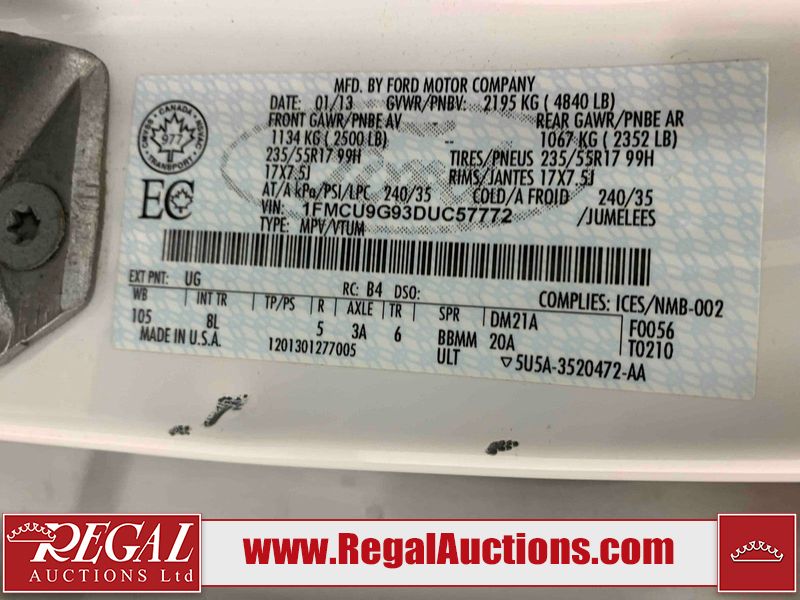 MFD. BY FORD MOTOR COMPANY
DATE: 01/13 GVWR/PNBV: 2195 KG ( 4840 LB)
FRONT GAWR/PNBE AV REAR GAWR/PNBE AR
1134 KG ( 2500 LB) -- 1067 KG ( 2352 LB)
235/55R17 99H TIRES/PNEUS 235/55R17 99H
17X7.5J RIMS/JANTES 17X7.5J
AT/A kPa/PSI/LPC 240/35 COLD/A FROID 240/35
VIN: 1FMCU9G93DUC57772 /JUMELEES
TYPE: MPV/VTUM
CANADA
977
TRANSPORT
EC
EXT PNT: UG RC: B4 DSO: COMPLIES: ICES/NMB-002
WB INT TR TP/PS R AXLE TR SPR DM21A F0056
105 8L 5 3A 6 BBMM 20A T0210
MADE IN U.S.A. 1201301277005 ULT ▽5U5A-3520472-AA
REGAL
AUCTIONS Ltd
www.RegalAuctions.com